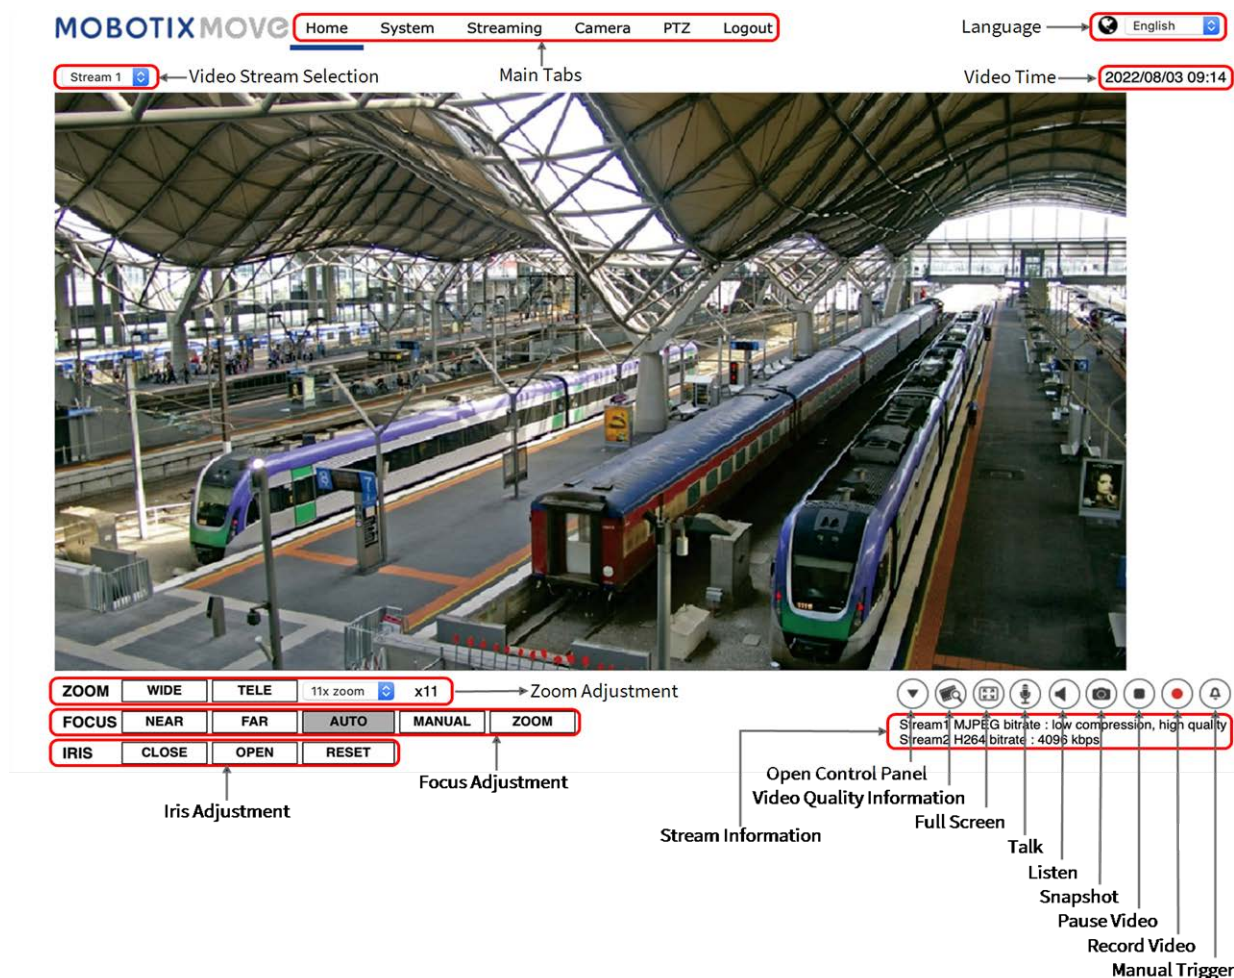 MOBOTIX MOVE
Home System Streaming Camera PTZ Logout
Language
English
Stream 1
Video Stream Selection
Main Tabs
Video Time
2022/08/03 09:14
8
7
ZOOM WIDE TELE 11x zoom x11
Zoom Adjustment
FOCUS NEAR FAR AUTO MANUAL ZOOM
IRIS CLOSE OPEN RESET
Focus Adjustment
Iris Adjustment
Stream1 MJPEG bitrate : low compression, high quality
Stream2 H264 bitrate : 4096 kbps
Open Control Panel
Video Quality Information
Full Screen
Stream Information
Talk
Listen
Snapshot
Pause Video
Record Video
Manual Trigger